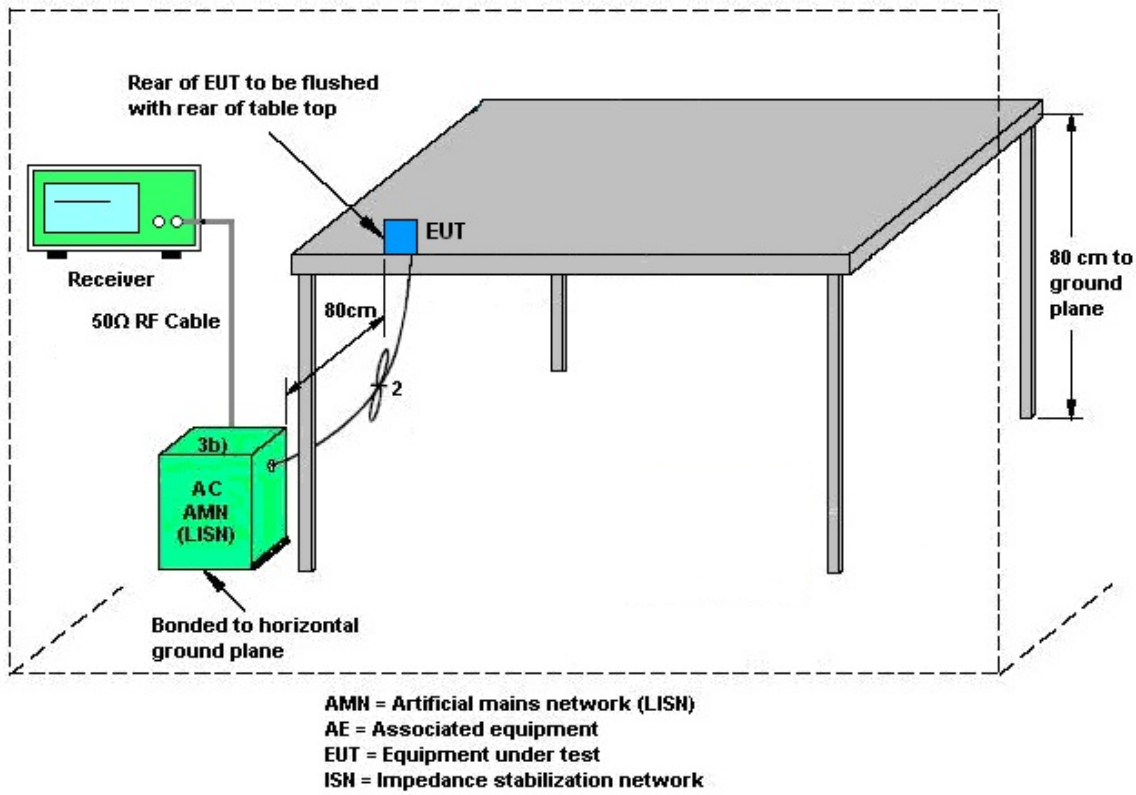 Rear of EUT to be flushed
with rear of table top
EUT
Receiver
50Ω RF Cable
80cm
80 cm to
ground
plane
2
3b)
AC
AMN
(LISN)
Bonded to horizontal
ground plane
AMN = Artificial mains network (LISN)
AE = Associated equipment
EUT = Equipment under test
ISN = Impedance stabilization network